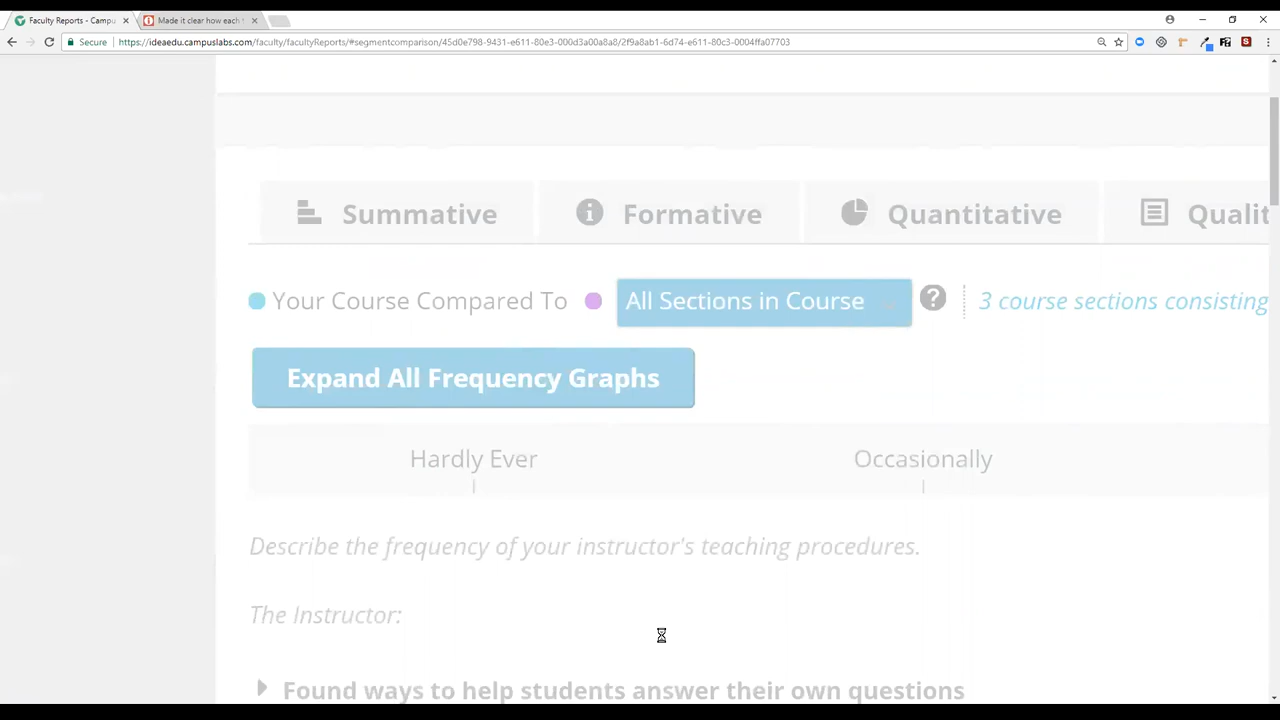 Faculty Reports - Campu
Made it clear how each
Secure
https://ideaedu.campuslabs.com/faculty/facultyReports/#segmentcomparison/45d0e798-9431-e611-80e3-000d3a00a8a8/2f9a8ab1-6d74-e611-80c3-0004ffa07703
Summative
Formative
Quantitative
Qualit
Your Course Compared To
All Sections in Course
?
3 course sections consisting
Expand All Frequency Graphs
Hardly Ever
Occasionally
Describe the frequency of your instructor's teaching procedures.
The Instructor:
Found ways to help students answer their own questions